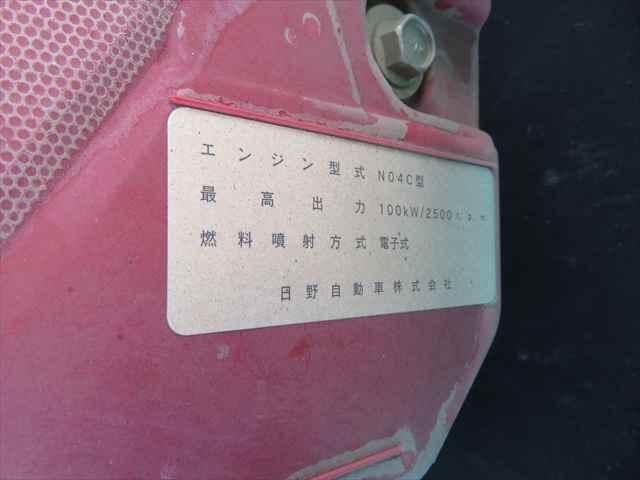 エンジン型式 N04C型
最高出力 100kW/2500r.p.m
燃料噴射方式 電子式
日野自動車株式会社